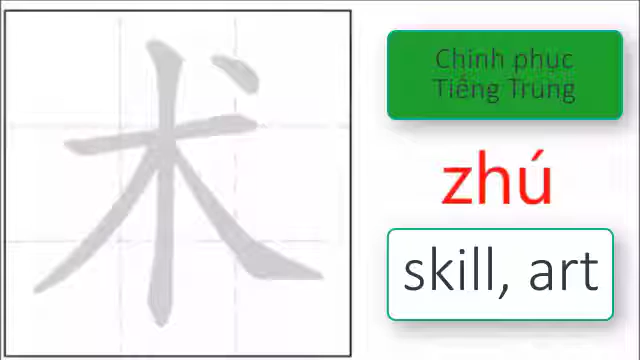 术
Chinh phục
Tiếng Trung
zhú
skill, art